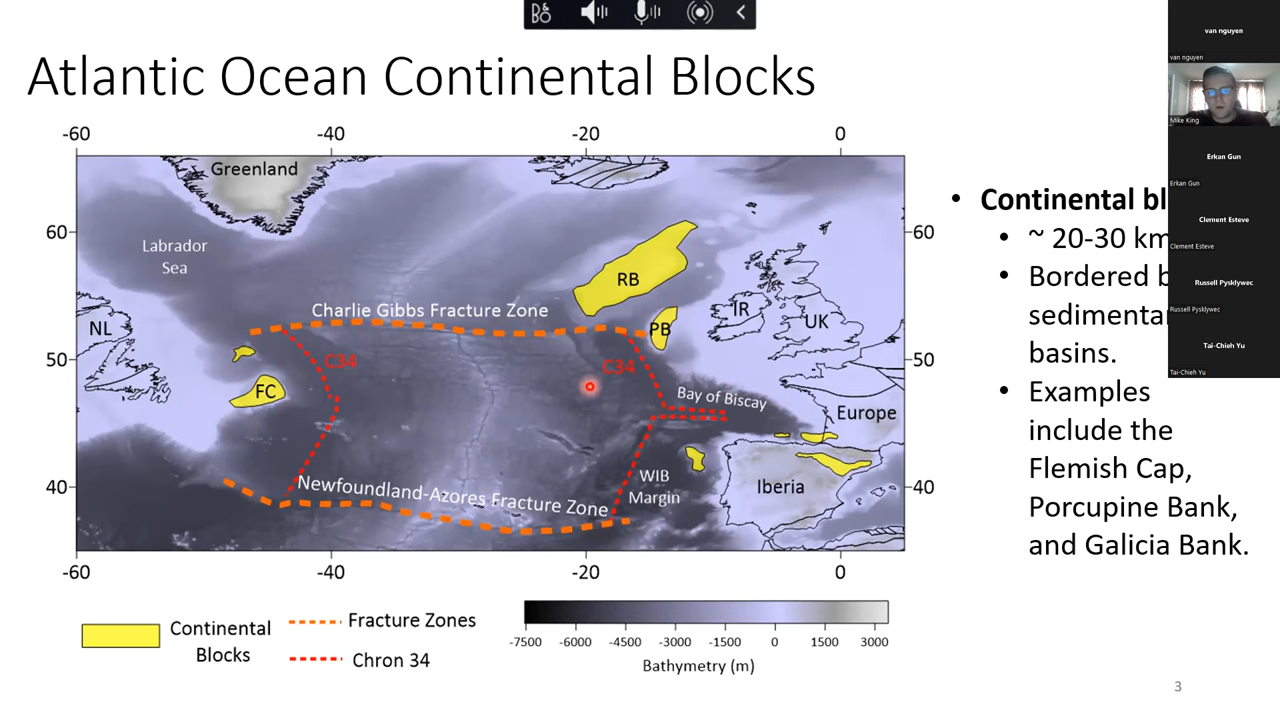 Atlantic Ocean Continental Blocks
-60
-40
-20
0
Greenland
60
60
Labrador
Sea
RB
Charlie Gibbs Fracture Zone
NL
IR
UK
PB
50
50
C34
C34
FC
Bay of Biscay
Europe
40
40
Newfoundland-Azores Fracture Zone
WIB
Margin
Iberia
-60
-40
-20
0
Continental
Blocks
Fracture Zones
Chron 34
-7500
-6000
-4500
-3000
-1500
0
1500
3000
Bathymetry (m)
• Continental bl
• ~ 20-30 km
• Bordered b
sedimenta
basins.
• Examples
include the
Flemish Cap,
Porcupine Bank,
and Galicia Bank.
3
van nguyen
van nguyen
Mike King
Erkan Gun
Erkan Gun
Clement Esteve
Clement Esteve
Russell Pysklywec
Russell Pysklywec
Tai-Chieh Yu
Tai-Chieh Yu